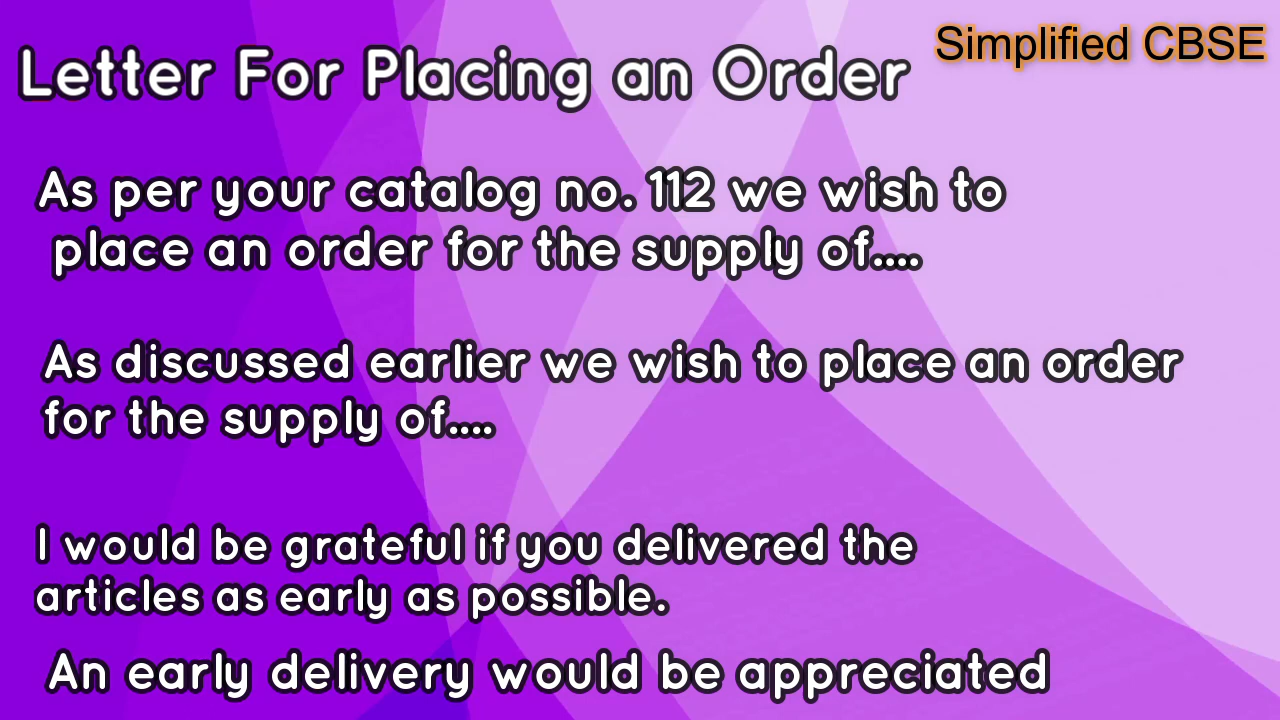 Simplified CBSE
Letter For Placing an Order
As per your catalog no. 112 we wish to
place an order for the supply of....
As discussed earlier we wish to place an order
for the supply of....
I would be grateful if you delivered the
articles as early as possible.
An early delivery would be appreciated